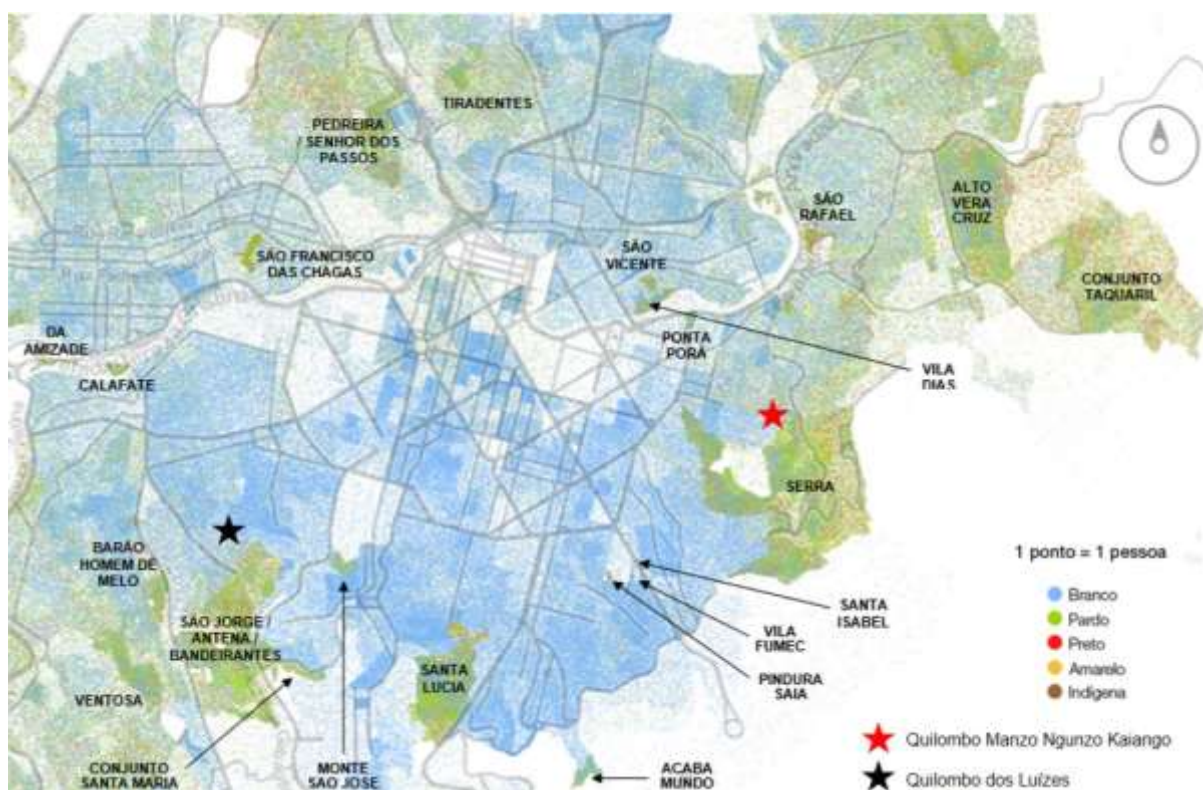 TIRADENTES
PEDREIRA
/ SENHOR DOS
PASSOS
SÃO
RAFAEL
ALTO
VERA
CRUZ
SÃO FRANCISCO
DAS CHAGAS
SÃO
VICENTE
CONJUNTO
TAQUARIL
DA
AMIZADE
CALAFATE
PONTA
PORÃ
VILA
DIAS
SERRA
BARÃO
HOMEM DE
MELO
SÃO JORGE /
ANTENA /
BANDEIRANTES
SANTA
ISABEL
VILA
FUMEC
PINDURA
SAIA
SANTA
LUCIA
VENTOSA
CONJUNTO
SANTA MARIA
MONTE
SAO JOSE
ACABA
MUNDO
1 ponto = 1 pessoa
Branco
Pardo
Preto
Amarelo
Indígena
Quilombo Manzo Ngunzo Kaiango
Quilombo dos Luízes